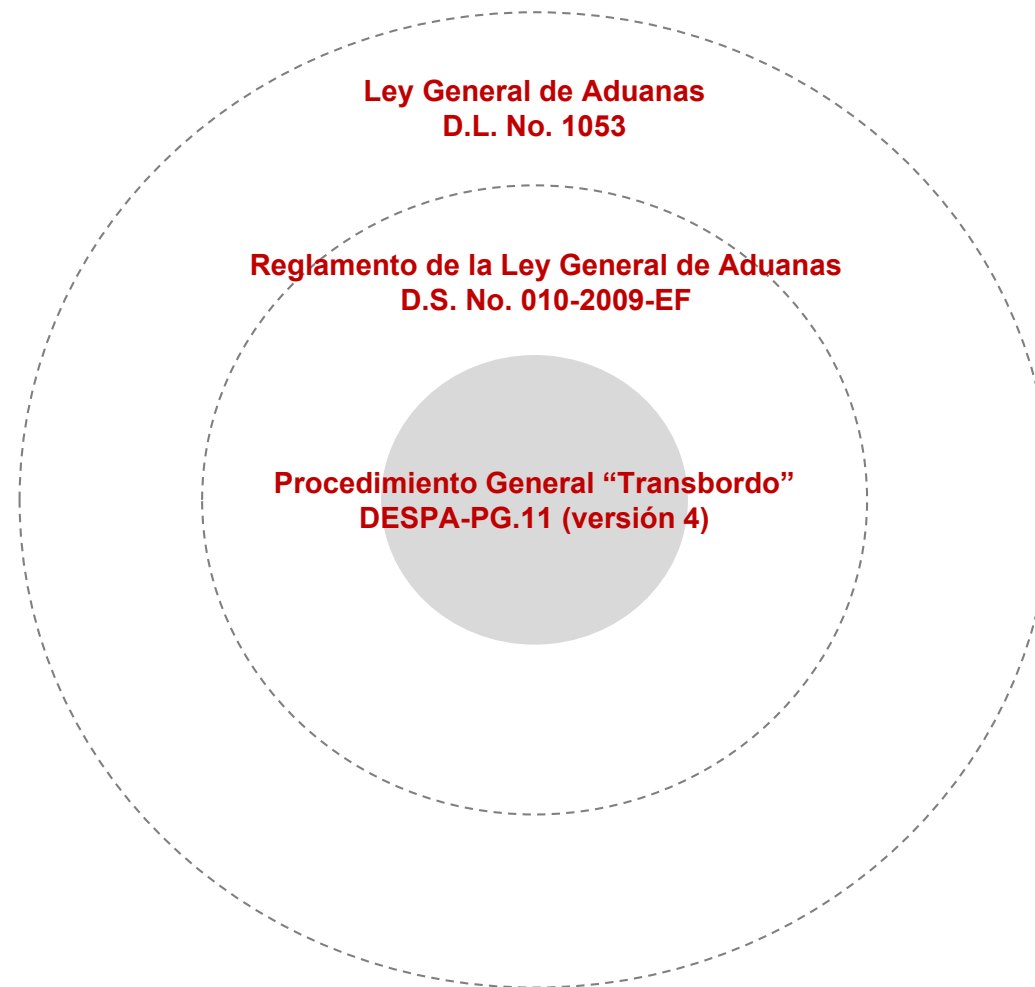 Ley General de Aduanas
D.L. No. 1053
Reglamento de la Ley General de Aduanas
D.S. No. 010-2009-EF
Procedimiento General “Transbordo”
DESPA-PG.11 (versión 4)